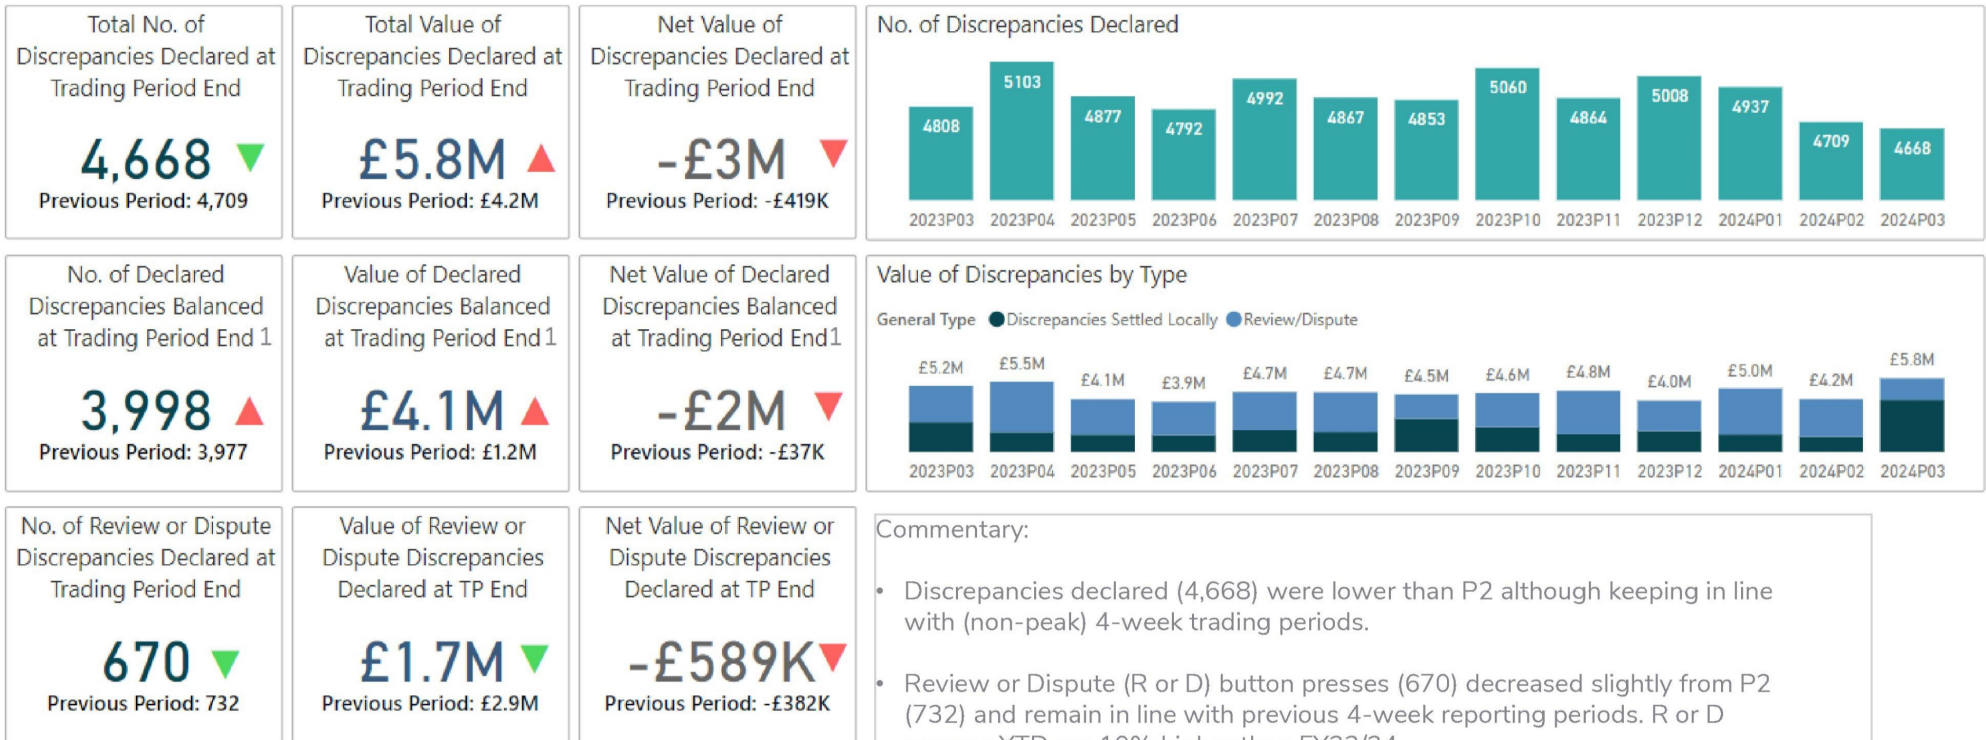 Total No. of
Discrepancies Declared at
Trading Period End
4,668
Previous Period: 4,709
Total Value of
Discrepancies Declared at
Trading Period End
£5.8M
Previous Period: £4.2M
Net Value of
Discrepancies Declared at
Trading Period End
-£3M
Previous Period: -£419K
No. of Discrepancies Declared
4808 5103 4877 4792 4992 4867 4853 5060 4864 5008 4937 4709 4668
2023P03 2023P04 2023P05 2023P06 2023P07 2023P08 2023P09 2023P10 2023P11 2023P12 2024P01 2024P02 2024P03
No. of Declared
Discrepancies Balanced
at Trading Period End 1
3,998
Previous Period: 3,977
Value of Declared
Discrepancies Balanced
at Trading Period End 1
£4.1M
Previous Period: £1.2M
Net Value of Declared
Discrepancies Balanced
at Trading Period End1
-£2M
Previous Period: -£37K
Value of Discrepancies by Type
General Type Discrepancies Settled Locally Review/Dispute
£5.2M £5.5M £4.1M £3.9M £4.7M £4.7M £4.5M £4.6M £4.8M £4.0M £5.0M £4.2M £5.8M
2023P03 2023P04 2023P05 2023P06 2023P07 2023P08 2023P09 2023P10 2023P11 2023P12 2024P01 2024P02 2024P03
No. of Review or Dispute
Discrepancies Declared at
Trading Period End
670
Previous Period: 732
Value of Review or
Dispute Discrepancies
Declared at TP End
£1.7M
Previous Period: £2.9M
Net Value of Review or
Dispute Discrepancies
Declared at TP End
-£589K
Previous Period: -£382K
Commentary:
• Discrepancies declared (4,668) were lower than P2 although keeping in line
with (non-peak) 4-week trading periods.
• Review or Dispute (R or D) button presses (670) decreased slightly from P2
(732) and remain in line with previous 4-week reporting periods. R or D